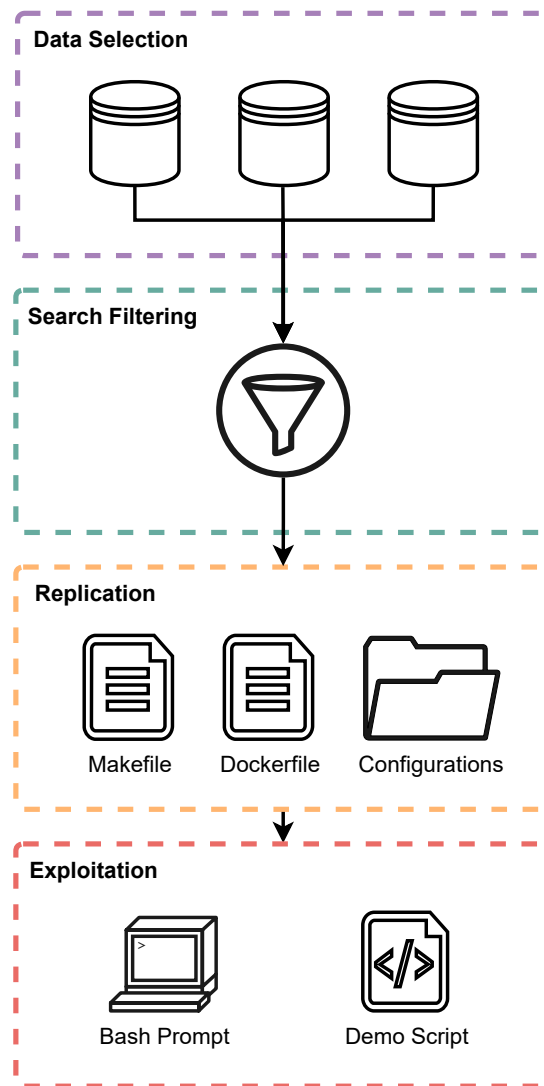 Data Selection
Search Filtering
Replication
Makefile
Dockerfile
Configurations
Exploitation
>
</>
Bash Prompt
Demo Script